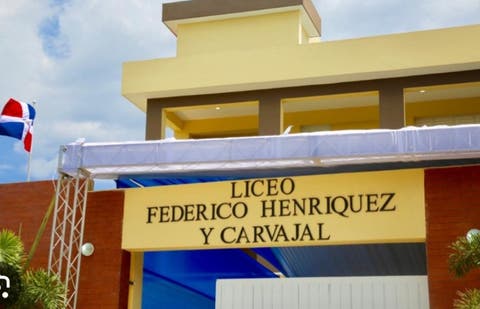 LICEO
FEDERICO HENRIQUEZ
Y CARVAJAL